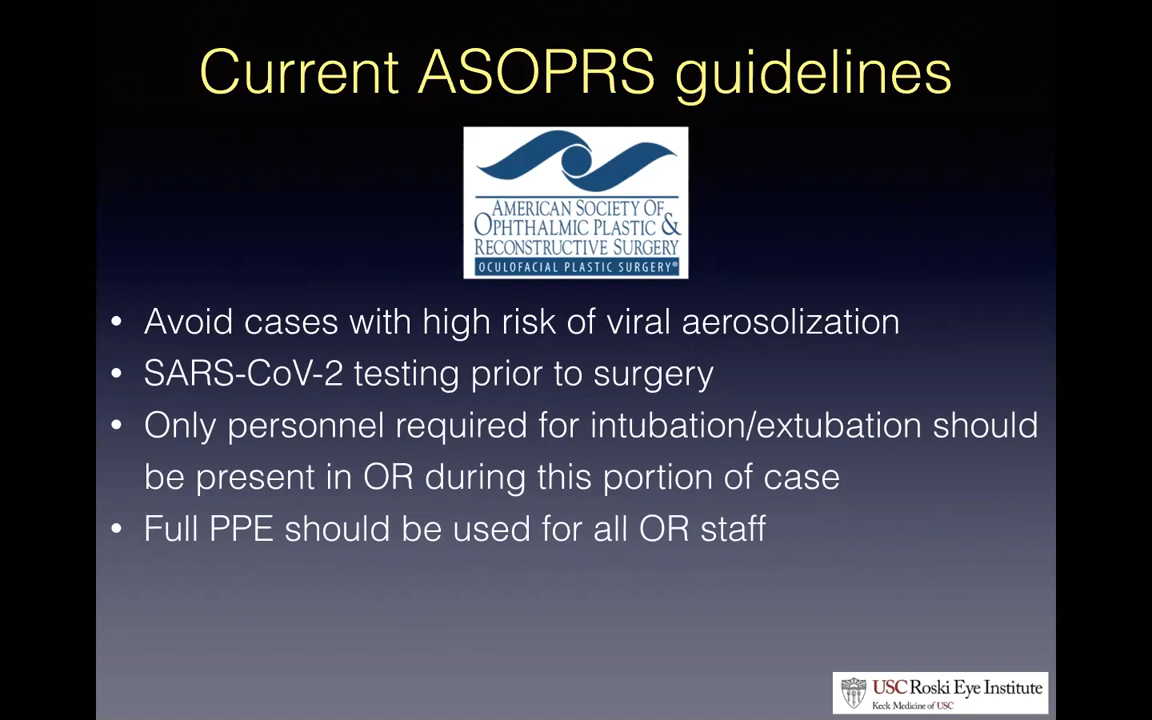 Current ASOPRS guidelines
AMERICAN SOCIETY OF
OPHTHALMIC PLASTIC &
RECONSTRUCTIVE SURGERY
OCULOFACIAL PLASTIC SURGERY®
• Avoid cases with high risk of viral aerosolization
• SARS-CoV-2 testing prior to surgery
• Only personnel required for intubation/extubation should
be present in OR during this portion of case
• Full PPE should be used for all OR staff
USC Roski Eye Institute
Keck Medicine of USC